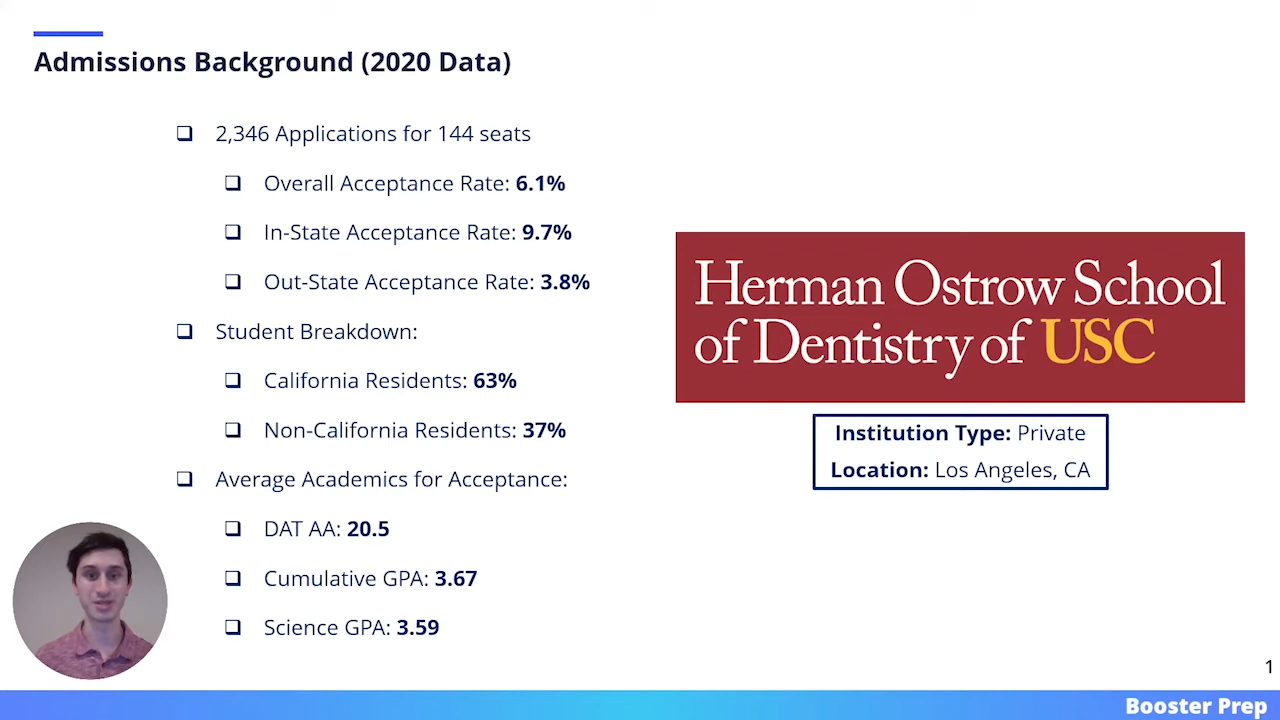 Admissions Background (2020 Data)
2,346 Applications for 144 seats
Overall Acceptance Rate: 6.1%
In-State Acceptance Rate: 9.7%
Out-State Acceptance Rate: 3.8%
Student Breakdown:
California Residents: 63%
Non-California Residents: 37%
Average Academics for Acceptance:
DAT AA: 20.5
Cumulative GPA: 3.67
Science GPA: 3.59
Herman Ostrow School
of Dentistry of USC
Institution Type: Private
Location: Los Angeles, CA
1
Booster Prep